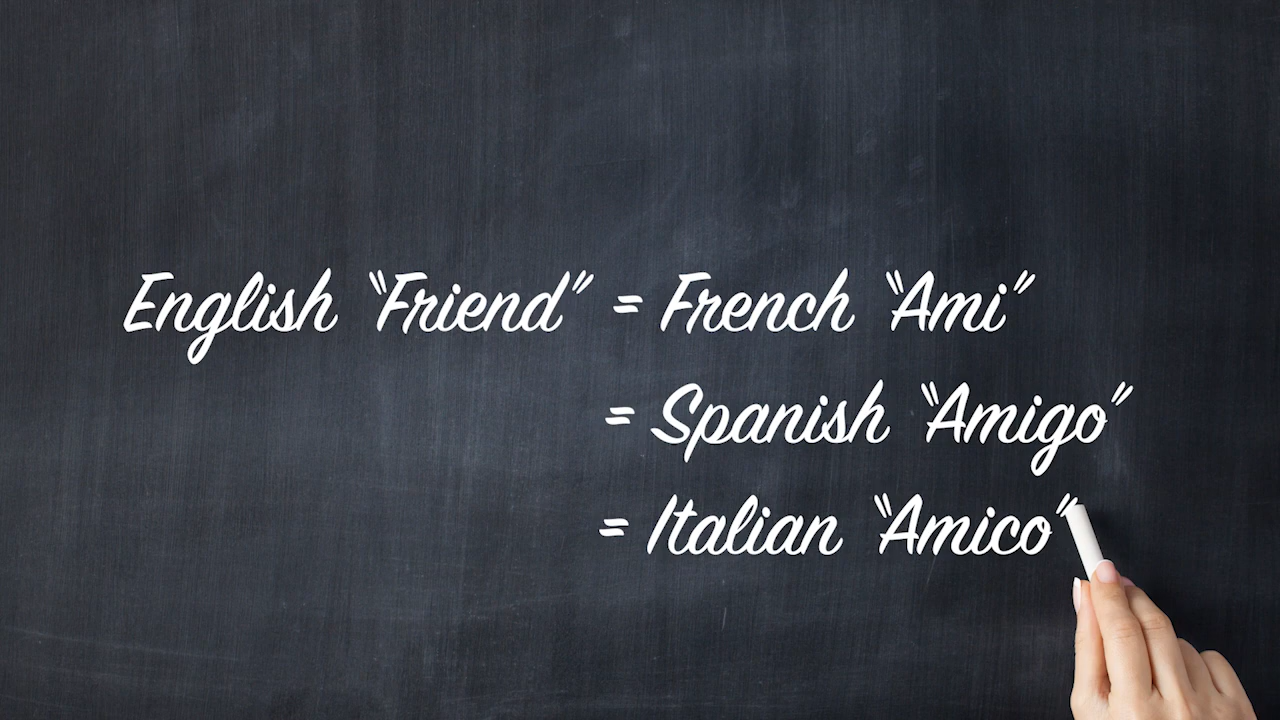 English “Friend” = French “Ami”
= Spanish “Amigo”
= Italian “Amico”